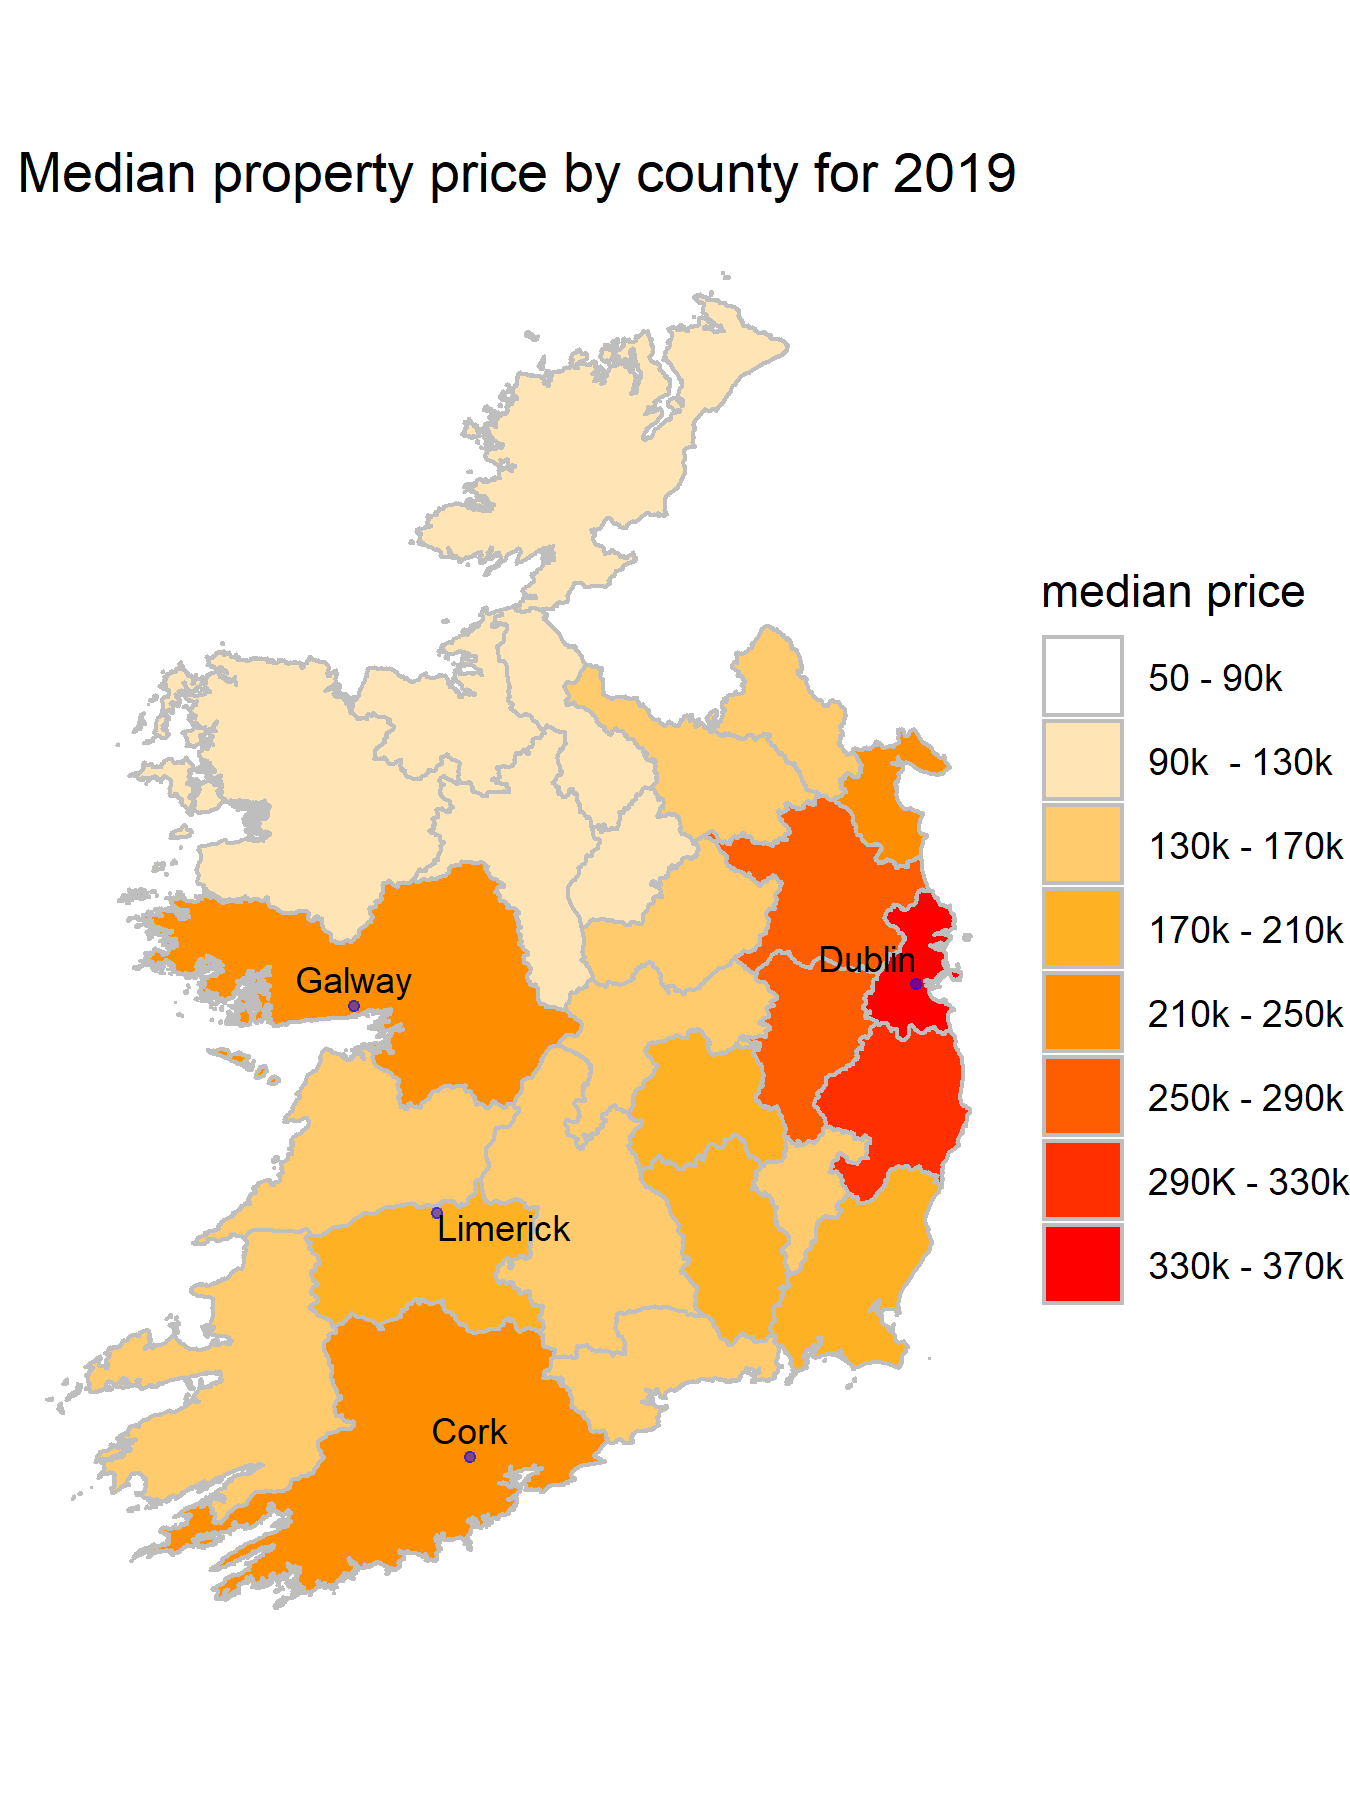 Median property price by county for 2019
median price
50 - 90k
90k  - 130k
130k - 170k
170k - 210k
210k - 250k
250k - 290k
290K - 330k
330k - 370k
Dublin
Galway
Limerick
Cork